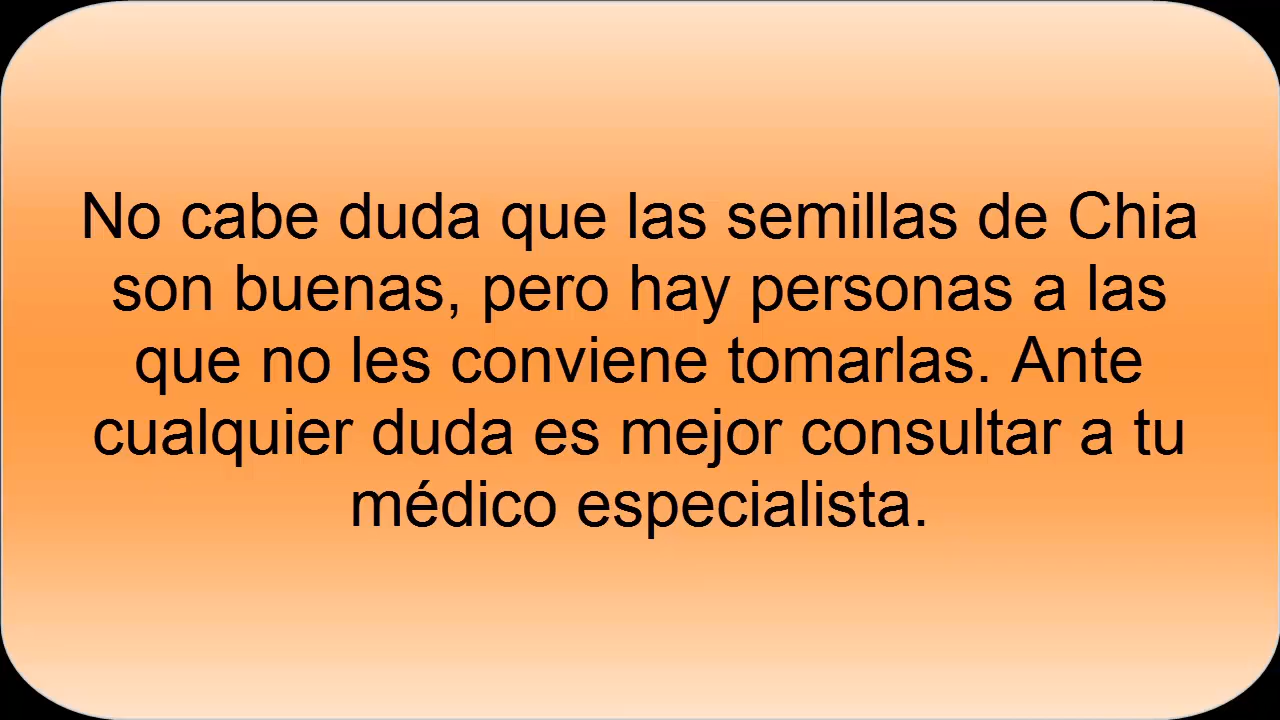 No cabe duda que las semillas de Chia
son buenas, pero hay personas a las
que no les conviene tomarlas. Ante
cualquier duda es mejor consultar a tu
médico especialista.